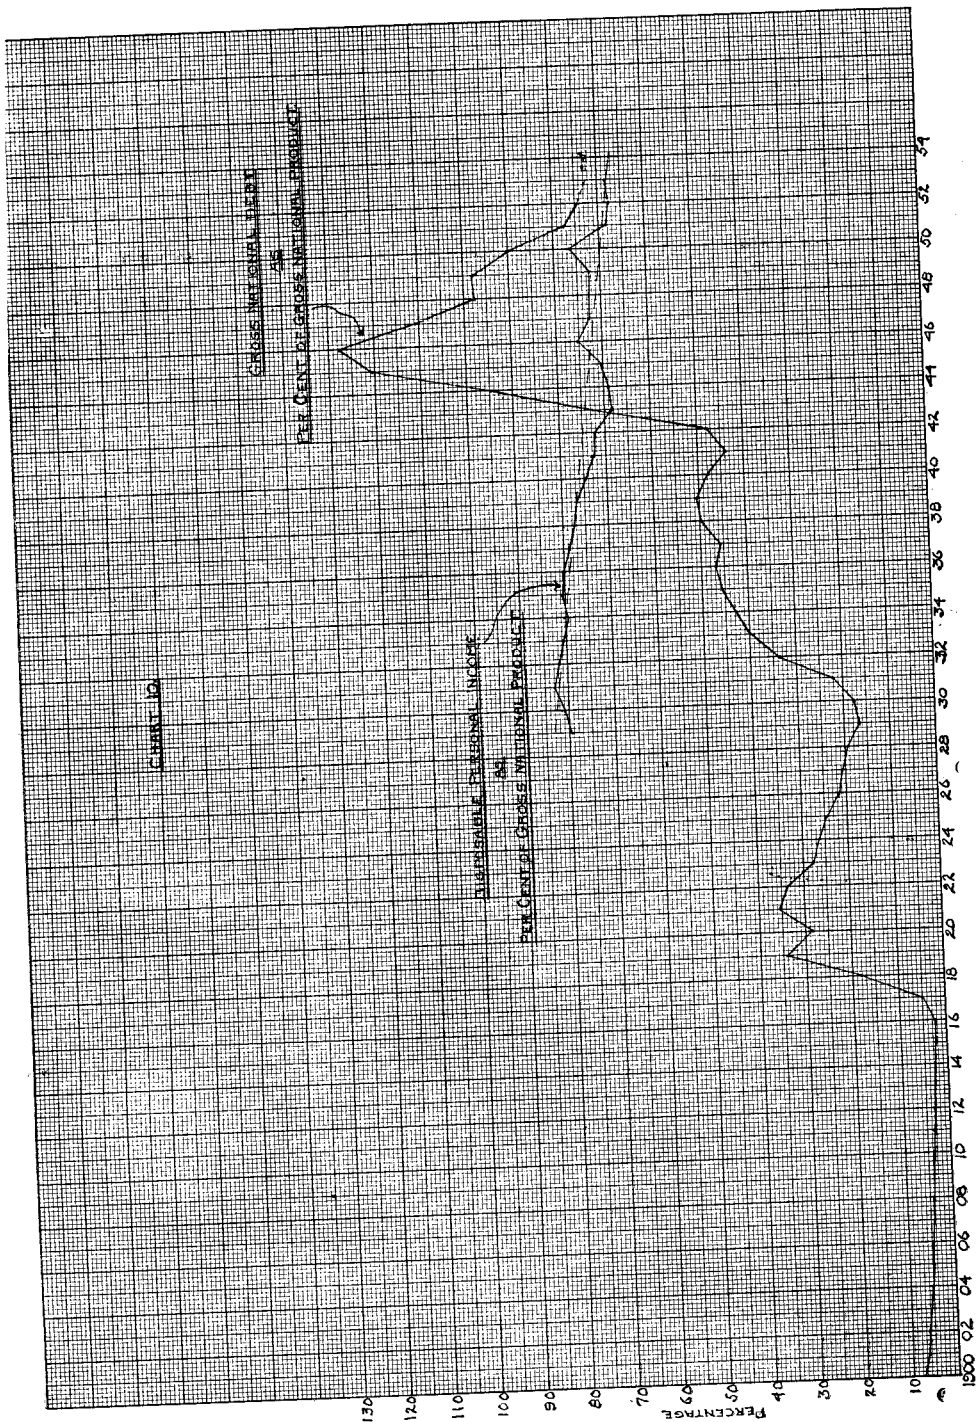 CHART 10
GROSS NATIONAL DEBT
AS
PER CENT OF GROSS NATIONAL PRODUCT
DISPOSABLE PERSONAL INCOME
AS
PER CENT OF GROSS NATIONAL PRODUCT
PERCENTAGE
130
120
110
100
90
80
70
60
50
40
30
20
10
1900 02 04 06 08 10 12 14 16 18 20 22 24 26 28 30 32 34 36 38 40 42 44 46 48 50 52 54